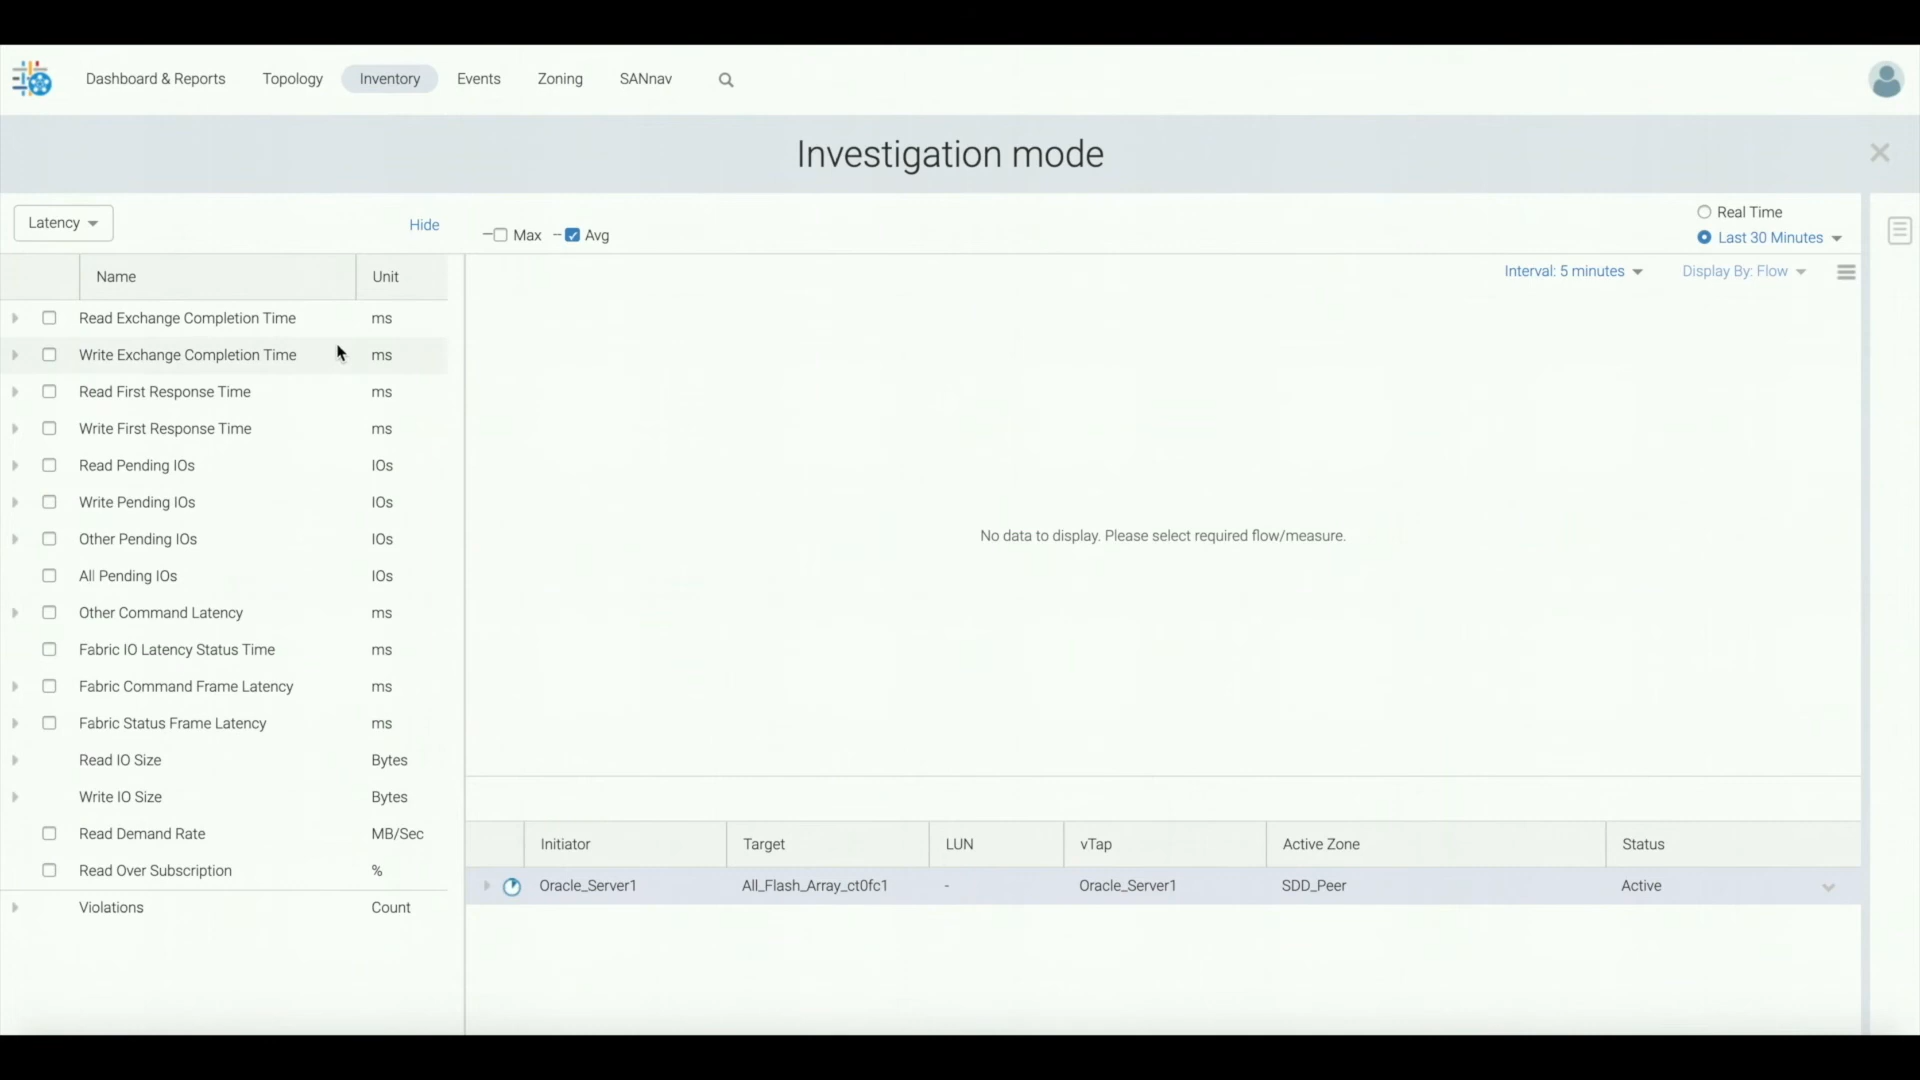 Dashboard & Reports Topology Inventory Events Zoning SANnav
Investigation mode
Latency Hide
Max Avg
Real Time
Last 30 Minutes
Interval: 5 minutes Display By: Flow
Name Unit
Read Exchange Completion Time ms
Write Exchange Completion Time ms
Read First Response Time ms
Write First Response Time ms
Read Pending IOs IOs
Write Pending IOs IOs
Other Pending IOs IOs
All Pending IOs IOs
Other Command Latency ms
Fabric IO Latency Status Time ms
Fabric Command Frame Latency ms
Fabric Status Frame Latency ms
Read IO Size Bytes
Write IO Size Bytes
Read Demand Rate MB/Sec
Read Over Subscription %
Violations Count
No data to display. Please select required flow/measure.
Initiator Target LUN vTap Active Zone Status
Oracle_Server1 All_Flash_Array_ct0fc1 - Oracle_Server1 SDD_Peer Active